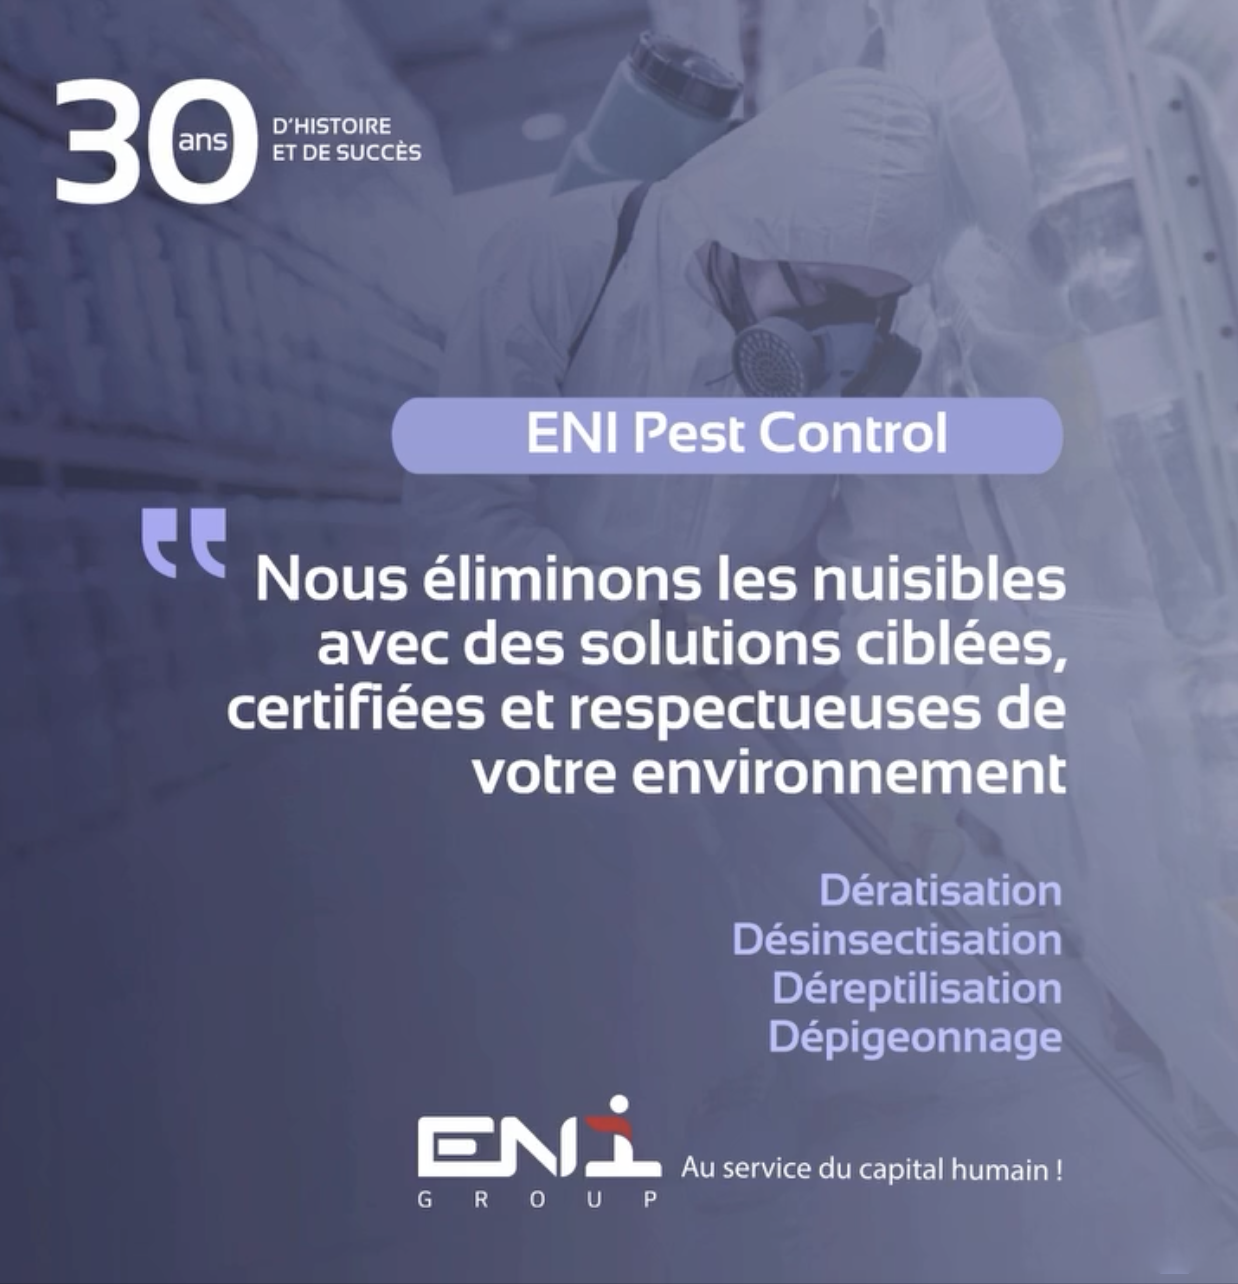 30 ans
D'HISTOIRE
ET DE SUCCÈS
ENI Pest Control
Nous éliminons les nuisibles
avec des solutions ciblées,
certifiées et respectueuses de
votre environnement
Dératisation
Désinsectisation
Déreptilisation
Dépigeonnage
ENi
GROUP
Au service du capital humain !